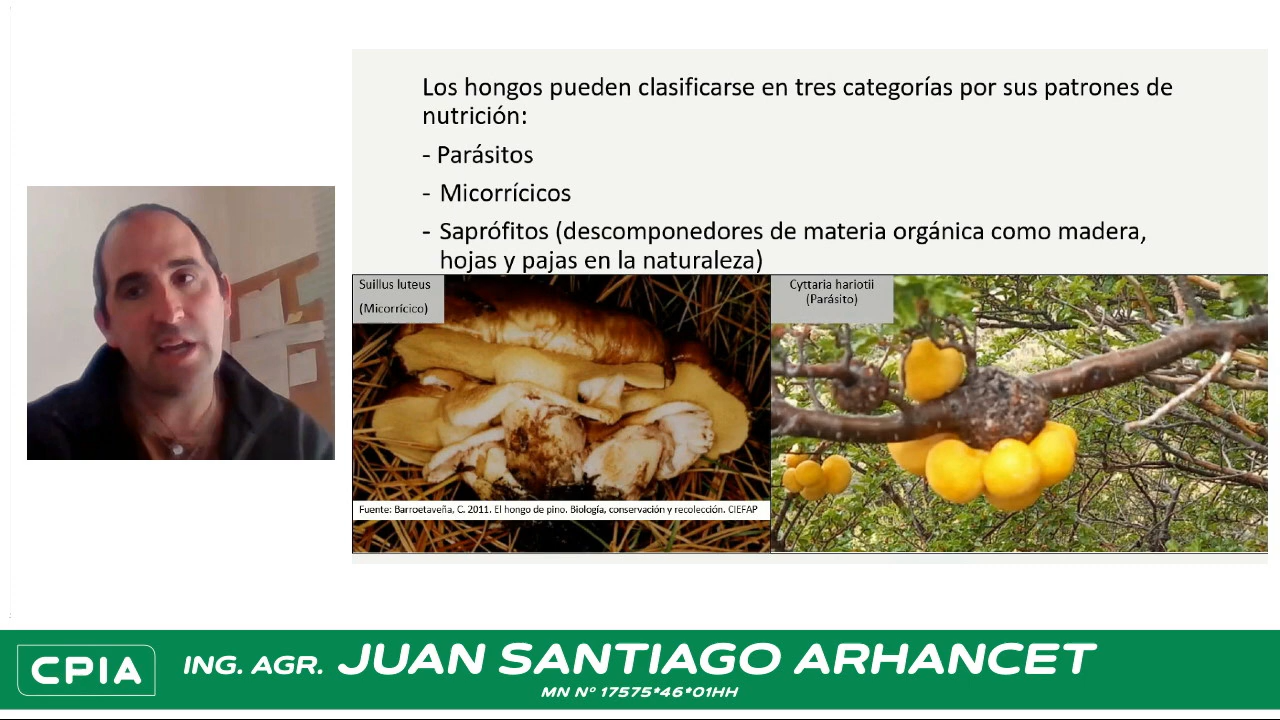 Los hongos pueden clasificarse en tres categorías por sus patrones de
nutrición:
- Parásitos
- Micorrícicos
- Saprófitos (descomponedores de materia orgánica como madera,
hojas y pajas en la naturaleza)
Suillus luteus
(Micorrícico)
Cyttaria hariotii
(Parásito)
Fuente: Barroetaveña, C. 2011. El hongo de pino. Biología, conservación y recolección. CIEFAP
CPIA
ING. AGR. JUAN SANTIAGO ARHANCET
MN Nº 17575*46*01HH